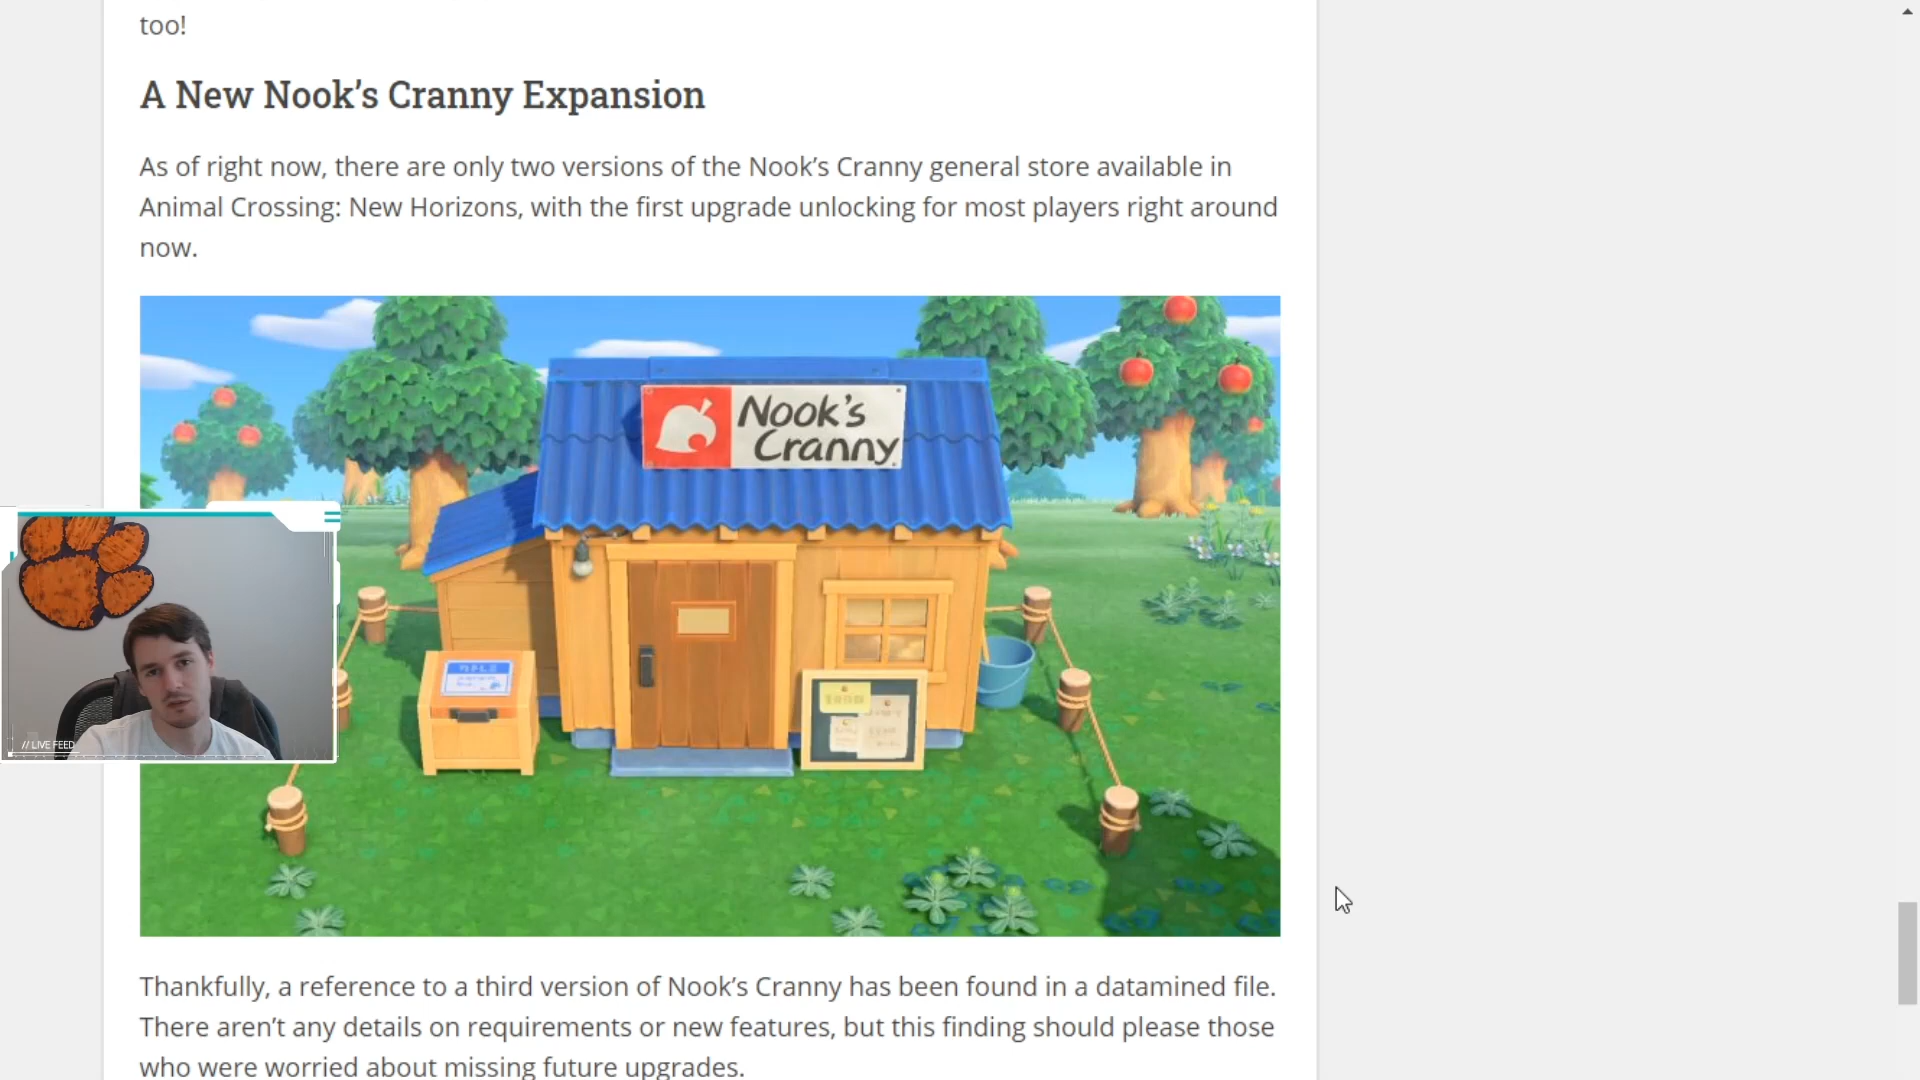 too!
A New Nook’s Cranny Expansion
As of right now, there are only two versions of the Nook’s Cranny general store available in
Animal Crossing: New Horizons, with the first upgrade unlocking for most players right around
now.
Nook's
Cranny
// LIVE FEED
Thankfully, a reference to a third version of Nook’s Cranny has been found in a datamined file.
There aren’t any details on requirements or new features, but this finding should please those
who were worried about missing future upgrades.